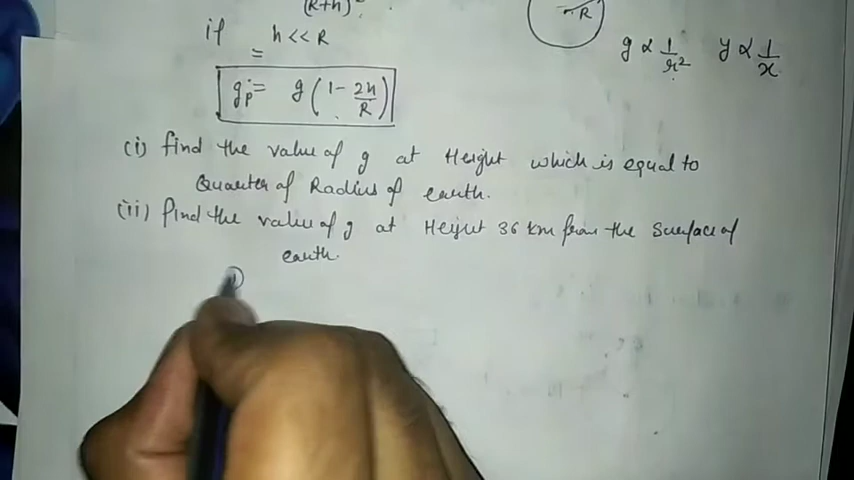 (R+h)²
if h << R
R
g ∝ 1/r² y ∝ 1/x
gp = g(1 - 2h/R)
(i) find the value of g at Height which is equal to
Quarter of Radius of earth.
(ii) find the value of g at Height 36 km from the surface of
earth.